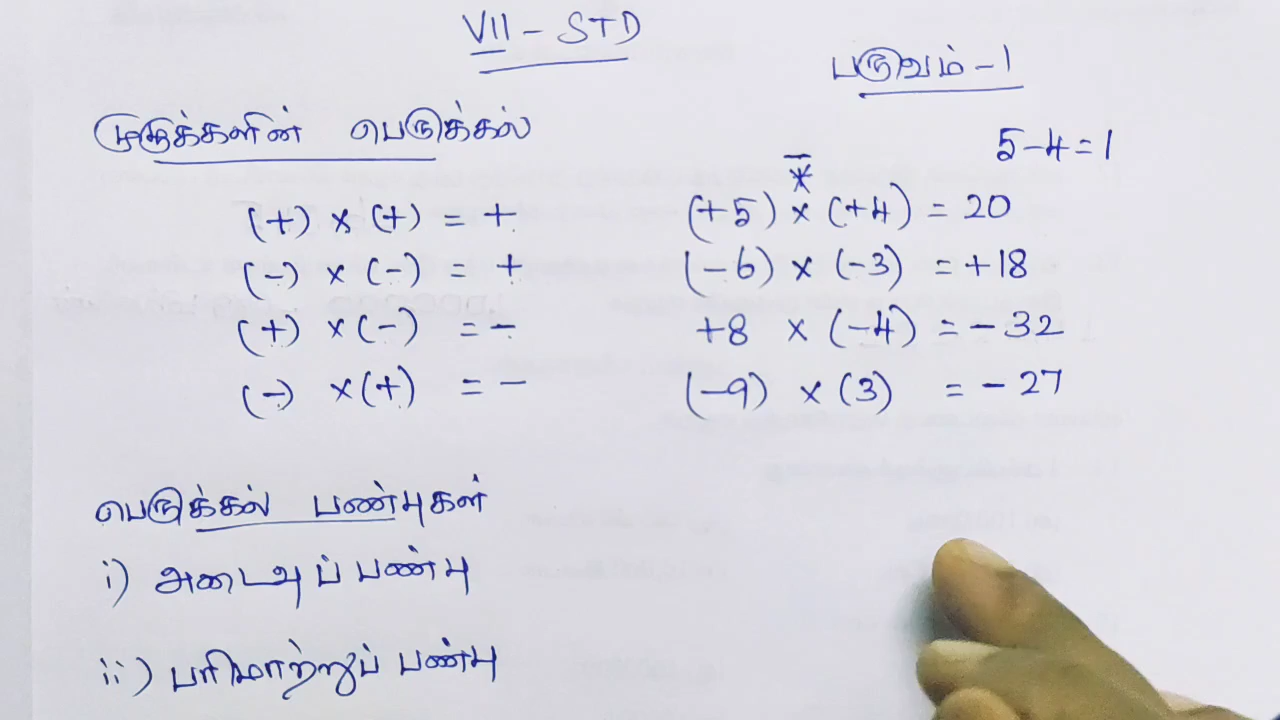 VII - STD
பருவம் - 1
முழுக்களின் பெருக்கல்
5 - 4 = 1
(+) × (+) = +
(-) × (-) = +
(+) × (-) = -
(-) × (+) = -
(+5) × (+4) = 20
(-6) × (-3) = +18
+8 × (-4) = - 32
(-9) × (3) = - 27
பெருக்கல் பண்புகள்
i) அடைவுப் பண்பு
ii) பரிமாற்றுப் பண்பு